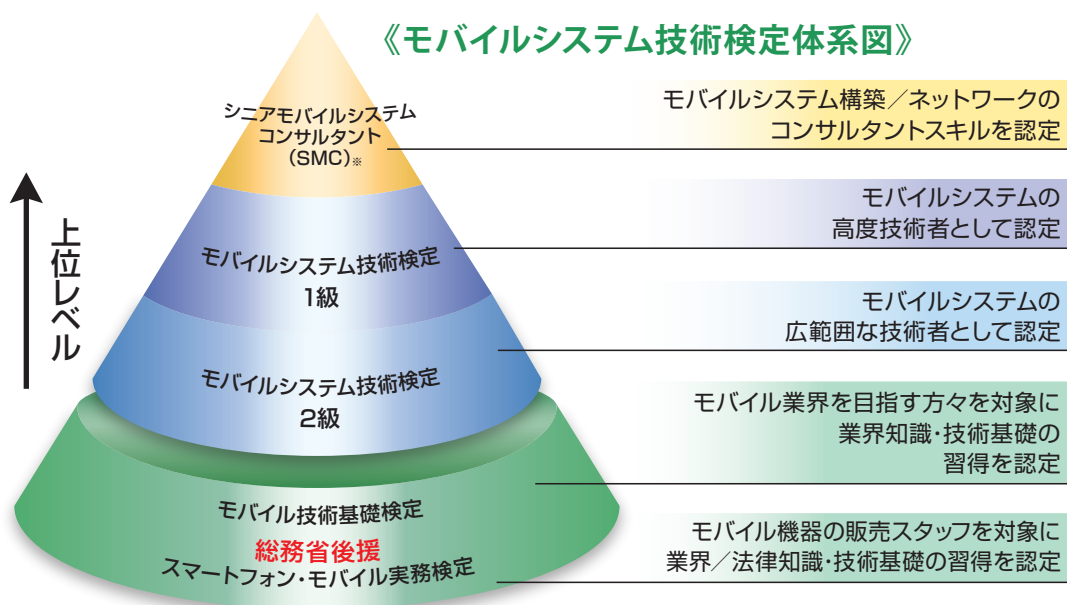 《モバイルシステム技術検定体系図》
シニアモバイルシステム
コンサルタント
(SMC)※
モバイルシステム構築／ネットワークの
コンサルタントスキルを認定
上位レベル
モバイルシステム技術検定
1級
モバイルシステムの
高度技術者として認定
モバイルシステム技術検定
2級
モバイルシステムの
広範囲な技術者として認定
モバイル技術基礎検定
モバイル業界を目指す方々を対象に
業界知識・技術基礎の
習得を認定
総務省後援
スマートフォン・モバイル実務検定
モバイル機器の販売スタッフを対象に
業界／法律知識・技術基礎の習得を認定